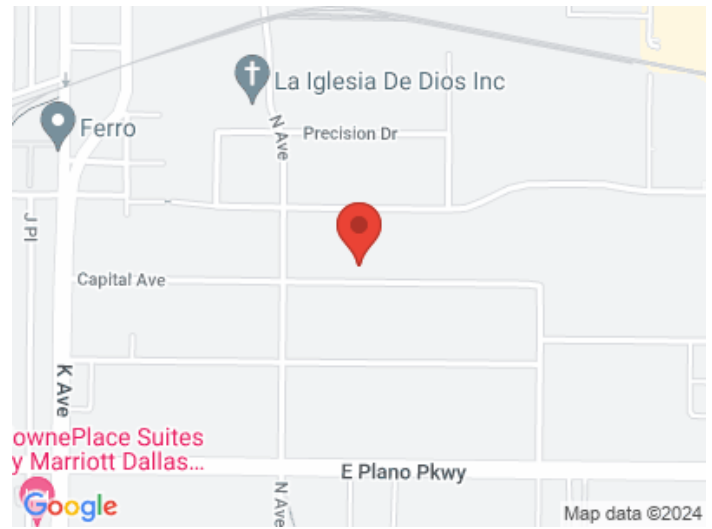 La Iglesia De Dios Inc
N Ave
Precision Dr
Ferro
J Pl
Capital Ave
K Ave
ownePlace Suites
y Marriott Dallas...
E Plano Pkwy
N Ave
Google
Map data ©2024